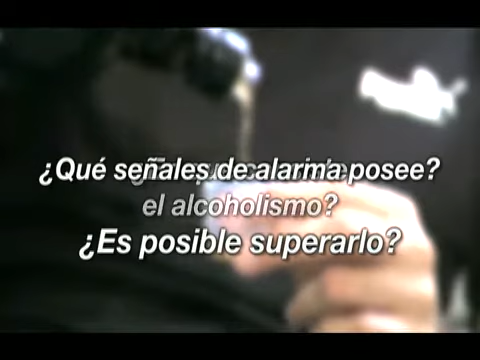 ¿Qué señales de alarma posee?
el alcoholismo?
¿Es posible superarlo?